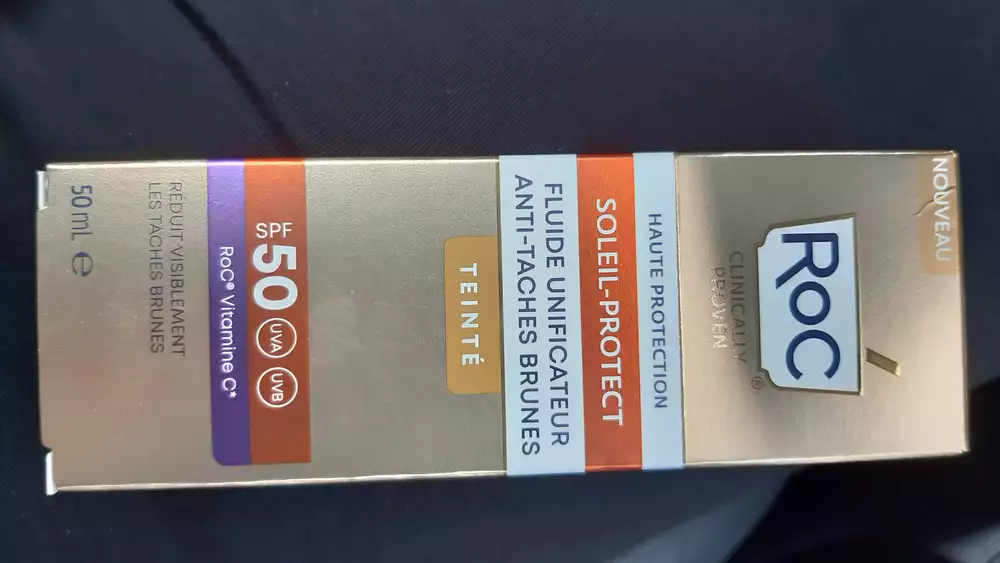 NOUVEAU
RoC®
CLINICALLY
PROVEN
HAUTE PROTECTION
SOLEIL-PROTECT
FLUIDE UNIFICATEUR
ANTI-TACHES BRUNES
TEINTÉ
SPF 50 UVA UVB
RoC® Vitamine C*
RÉDUIT VISIBLEMENT
LES TACHES BRUNES
50 mL e